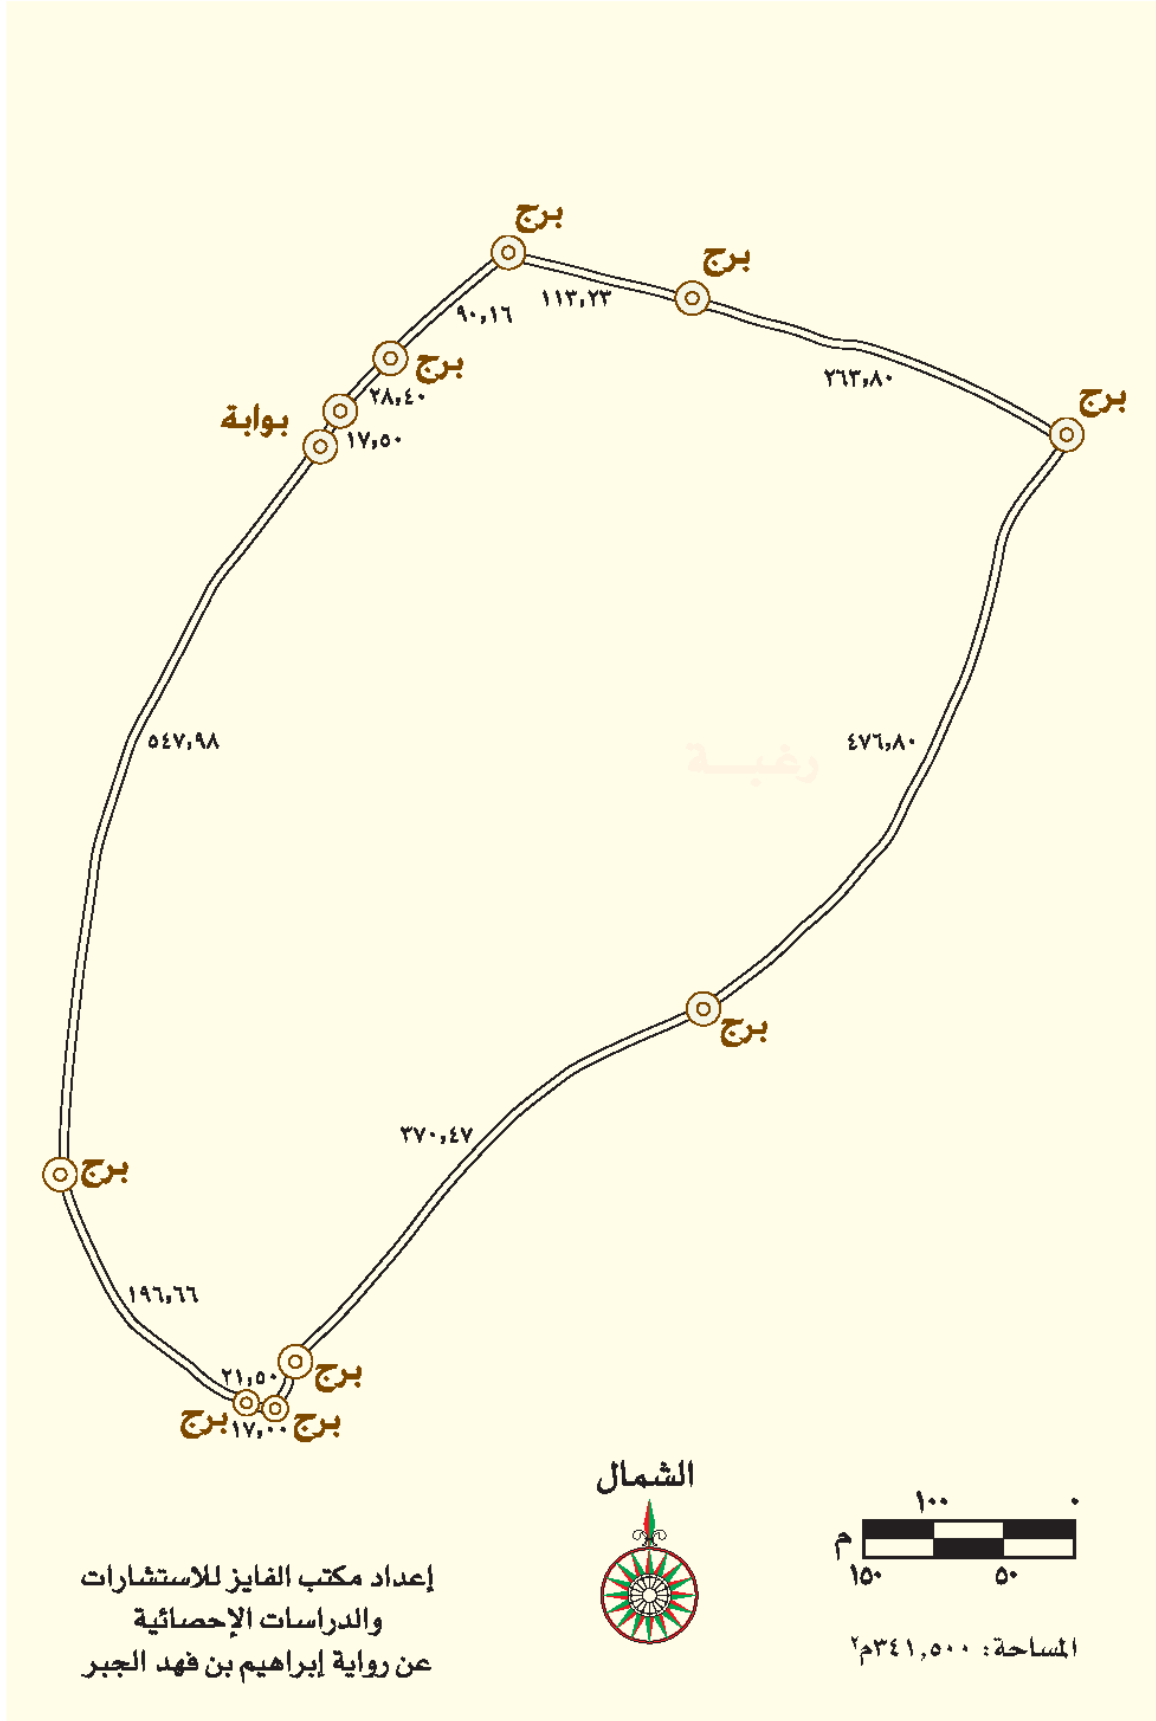 برج
برج
١١٣,٢٣
٩٠,١٦
برج
٢٦٣,٨٠
٢٨,٤٠
برج
بوابة
١٧,٥٠
٥٤٧,٩٨
٤٧٦,٨٠
رغبـــة
برج
٣٧٠,٤٧
برج
١٩٦,٦٦
٢١,٥٠
برج
برج
١٧,٠٠
برج
الشمال
١٠٠
٠
م
١٥٠
٥٠
المساحة: ٣٤١,٥٠٠م٢
إعداد مكتب الفايز للاستشارات
والدراسات الإحصائية
عن رواية إبراهيم بن فهد الجبر